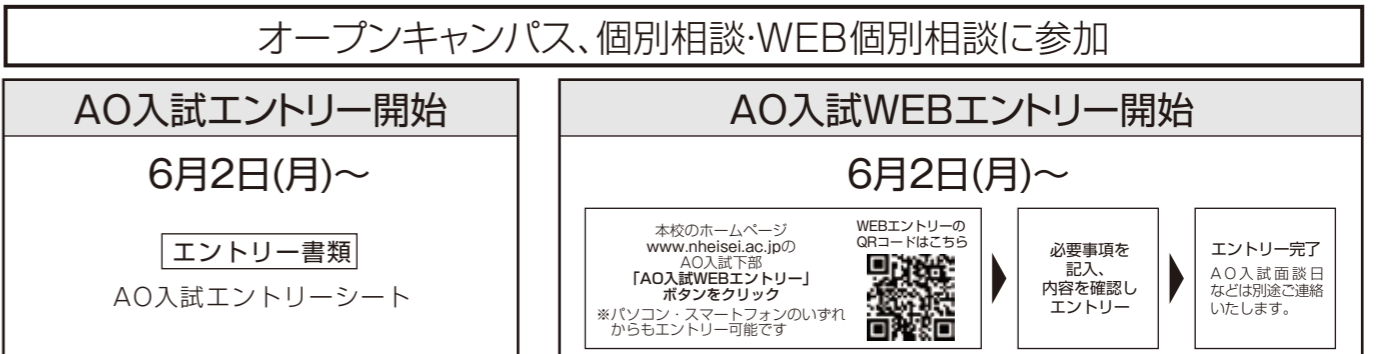 オープンキャンパス、個別相談・WEB個別相談に参加
AO入試エントリー開始
6月2日(月)～
エントリー書類
AO入試エントリーシート
AO入試WEBエントリー開始
6月2日(月)～
本校のホームページ
www.nheisei.ac.jpの
AO入試下部
「AO入試WEBエントリー」
ボタンをクリック
※パソコン・スマートフォンのいずれ
からもエントリー可能です
WEBエントリーの
QRコードはこちら
必要事項を
記入、
内容を確認し
エントリー
エントリー完了
AO入試面談日
などは別途ご連絡
いたします。